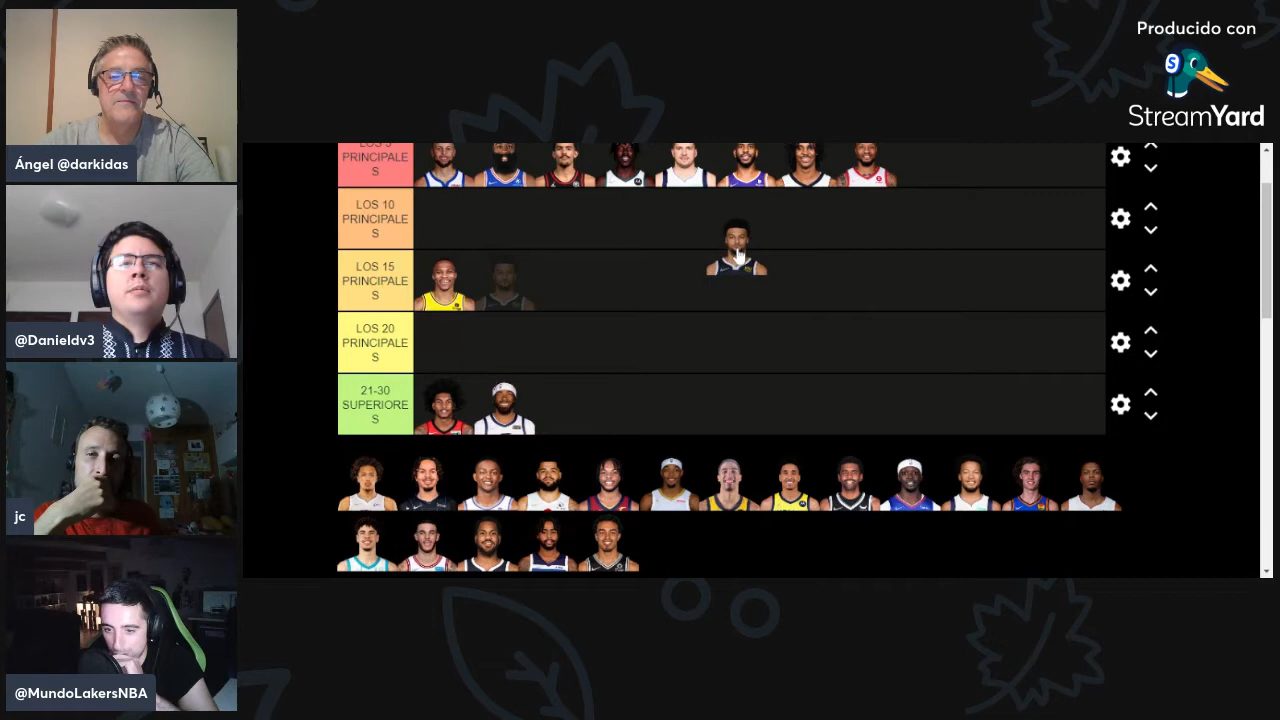 Producido con
StreamYard
Ángel @darkidas
@Danieldv3
jc
@MundoLakersNBA
PRINCIPALE
S
LOS 10
PRINCIPALE
S
LOS 15
PRINCIPALE
S
LOS 20
PRINCIPALE
S
21-30
SUPERIORE
S